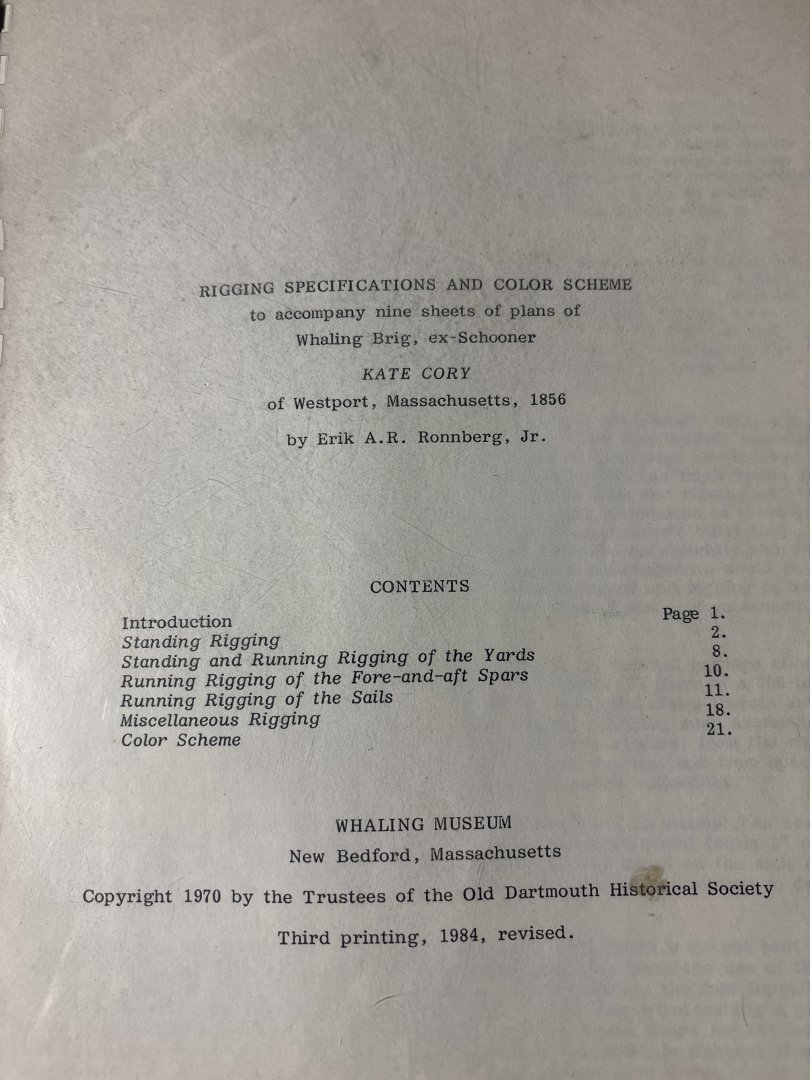 RIGGING SPECIFICATIONS AND COLOR SCHEME
to accompany nine sheets of plans of
Whaling Brig, ex-Schooner
KATE CORY
of Westport, Massachusetts, 1856
by Erik A.R. Ronnberg, Jr.
CONTENTS
Introduction Page 1.
Standing Rigging 2.
Standing and Running Rigging of the Yards 8.
Running Rigging of the Fore-and-aft Spars 10.
Running Rigging of the Sails 11.
Miscellaneous Rigging 18.
Color Scheme 21.
WHALING MUSEUM
New Bedford, Massachusetts
Copyright 1970 by the Trustees of the Old Dartmouth Historical Society
Third printing, 1984, revised.